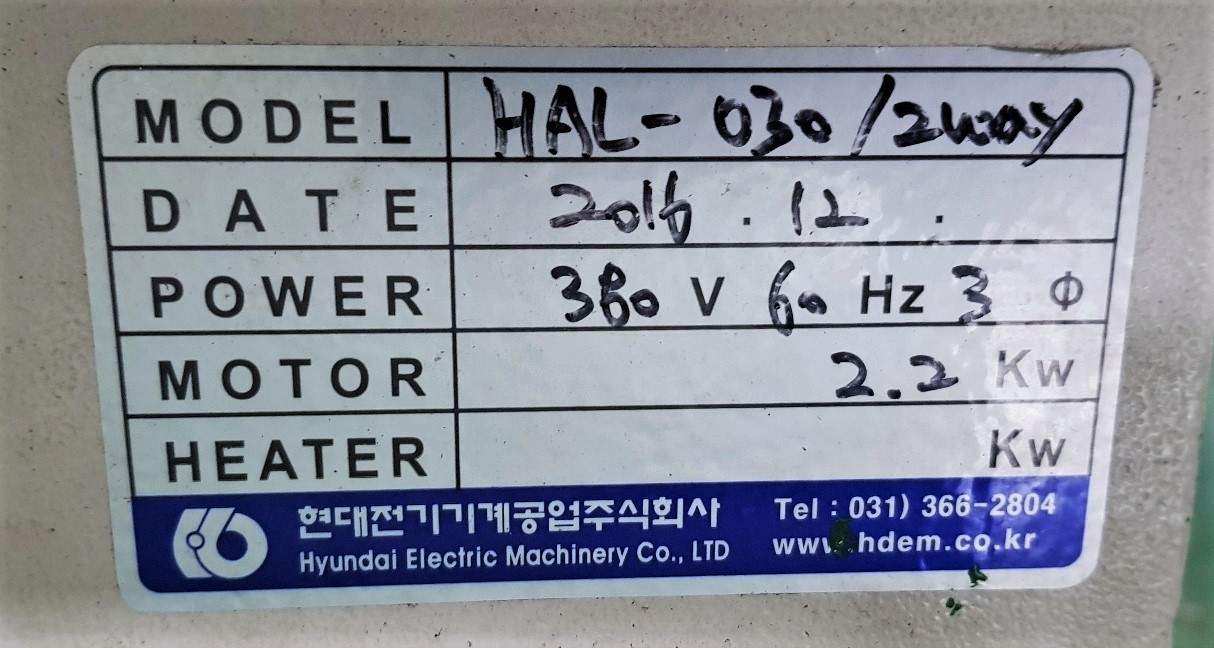 MODEL HAL-030/2way
DATE 2016.12.
POWER 380 V 60 Hz 3 Φ
MOTOR 2.2 Kw
HEATER Kw
현대전기기계공업주식회사 Tel : 031) 366-2804
Hyundai Electric Machinery Co., LTD www.hdem.co.kr